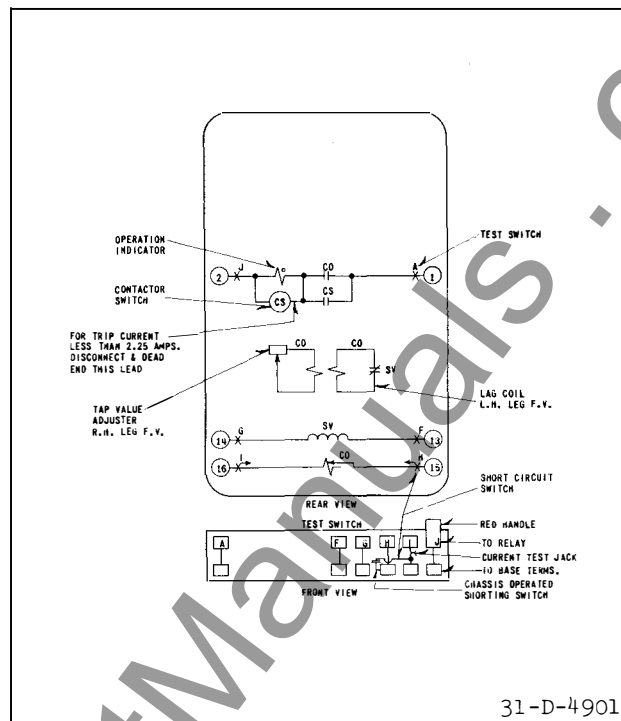 OPERATION
INDICATOR
TEST SWITCH
2 J CO A 1
CONTACTOR
SWITCH
CS CS
FOR TRIP CURRENT
LESS THAN 2.25 AMPS.
DISCONNECT & DEAD
END THIS LEAD
CO CO
SV
TAP VALUE
ADJUSTER
R.H. LEG F.V.
LAG COIL
L.H. LEG F.V.
14 G SV F 13
16 I CO H 15
REAR VIEW
SHORT CIRCUIT
SWITCH
TEST SWITCH
RED HANDLE
A F G H I J
TO RELAY
CURRENT TEST JACK
TO BASE TERMS.
FRONT VIEW
CHASSIS OPERATED
SHORTING SWITCH
31-D-4901
tManuals .